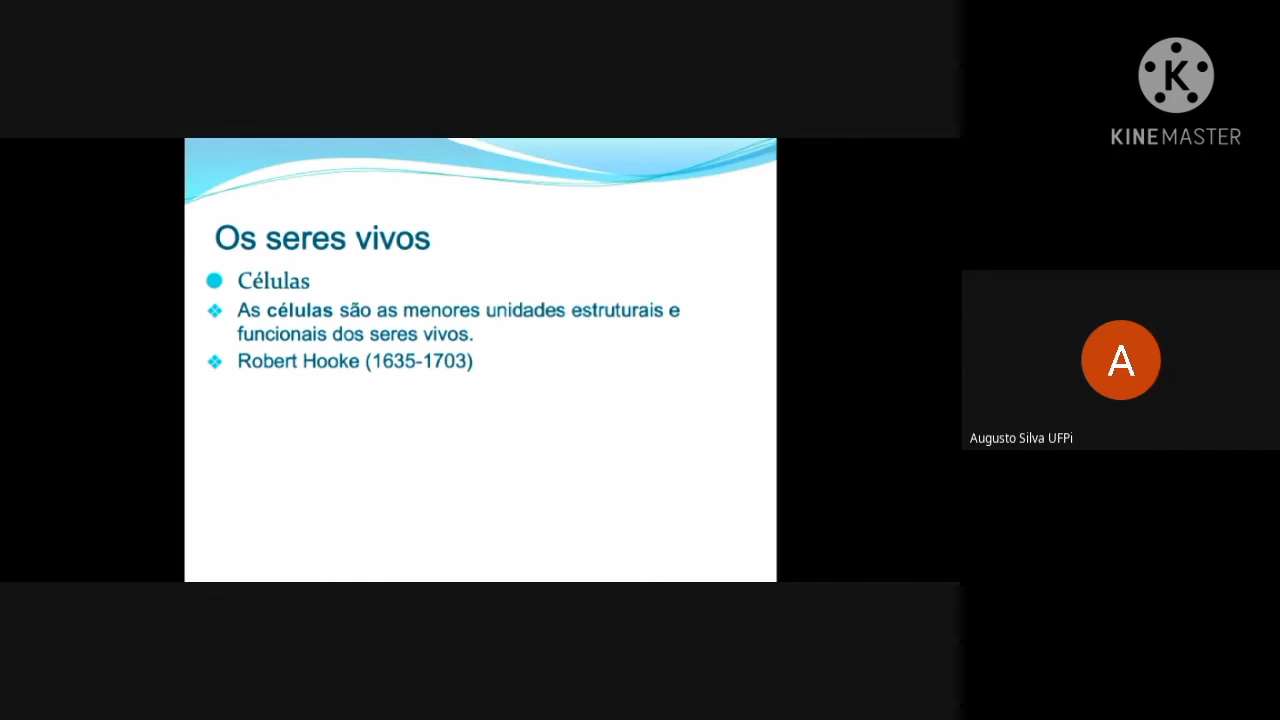 K
KINEMASTER
Os seres vivos
Células
As células são as menores unidades estruturais e
funcionais dos seres vivos.
Robert Hooke (1635-1703)
A
Augusto Silva UFPi